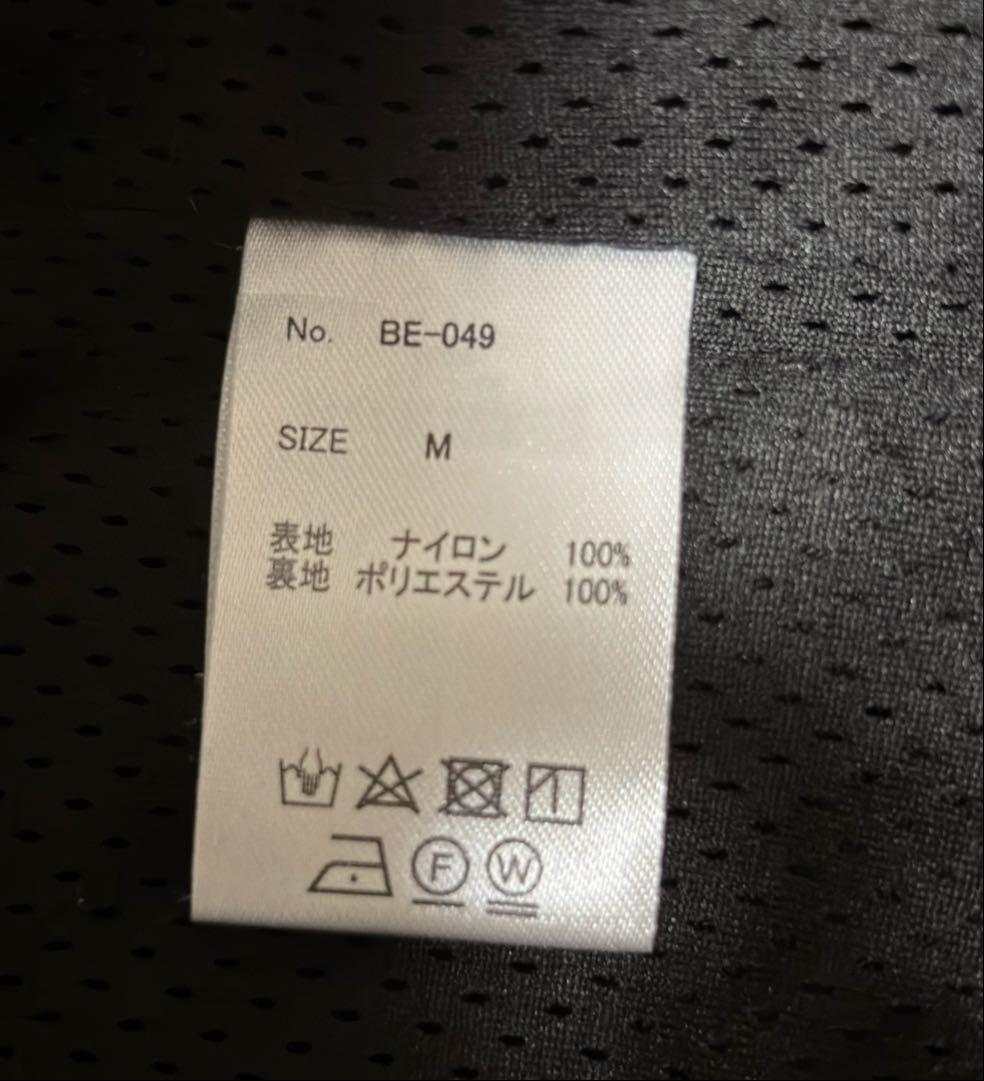 No. BE-049
SIZE M
表地 ナイロン 100%
裏地 ポリエステル 100%
F W